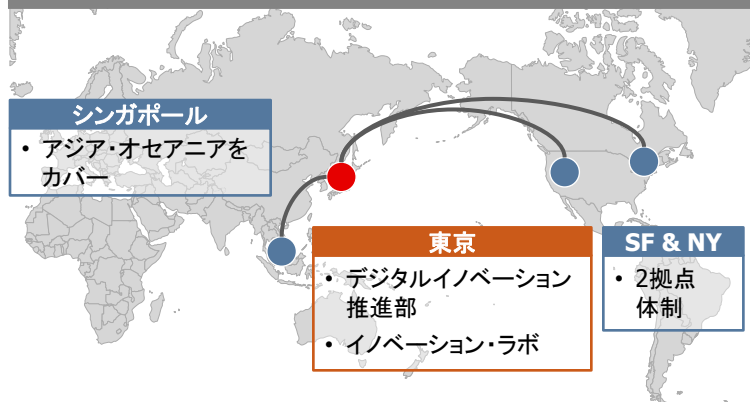 シンガポール
• アジア・オセアニアを
カバー
東京
• デジタルイノベーション
推進部
• イノベーション・ラボ
SF & NY
• 2拠点
体制